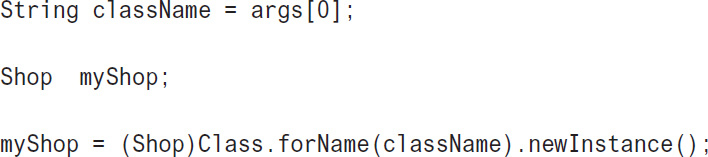 String className = args[0];
Shop  myShop;
myShop = (Shop)Class.forName(className).newInstance();